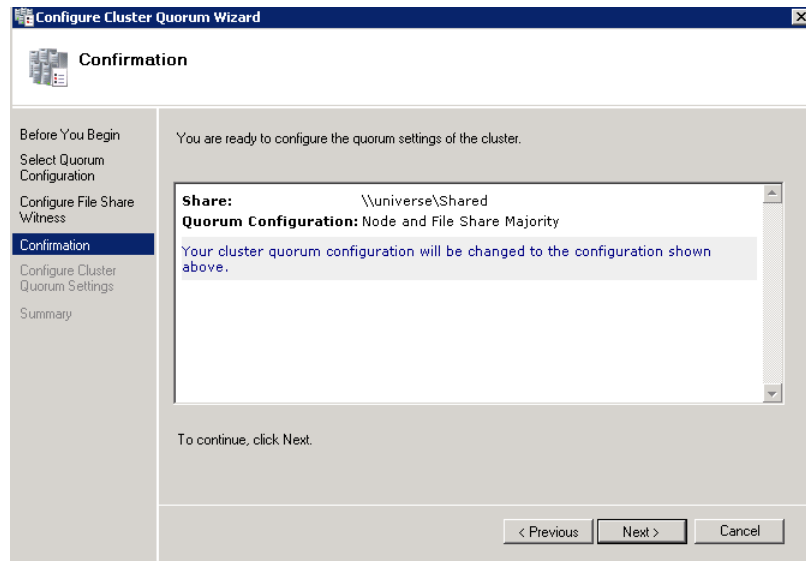 Configure Cluster Quorum Wizard
Confirmation
Before You Begin
Select Quorum
Configuration
Configure File Share
Witness
Confirmation
Configure Cluster
Quorum Settings
Summary
You are ready to configure the quorum settings of the cluster.
Share: \\universe\Shared
Quorum Configuration: Node and File Share Majority
Your cluster quorum configuration will be changed to the configuration shown
above.
To continue, click Next.
< Previous
Next >
Cancel